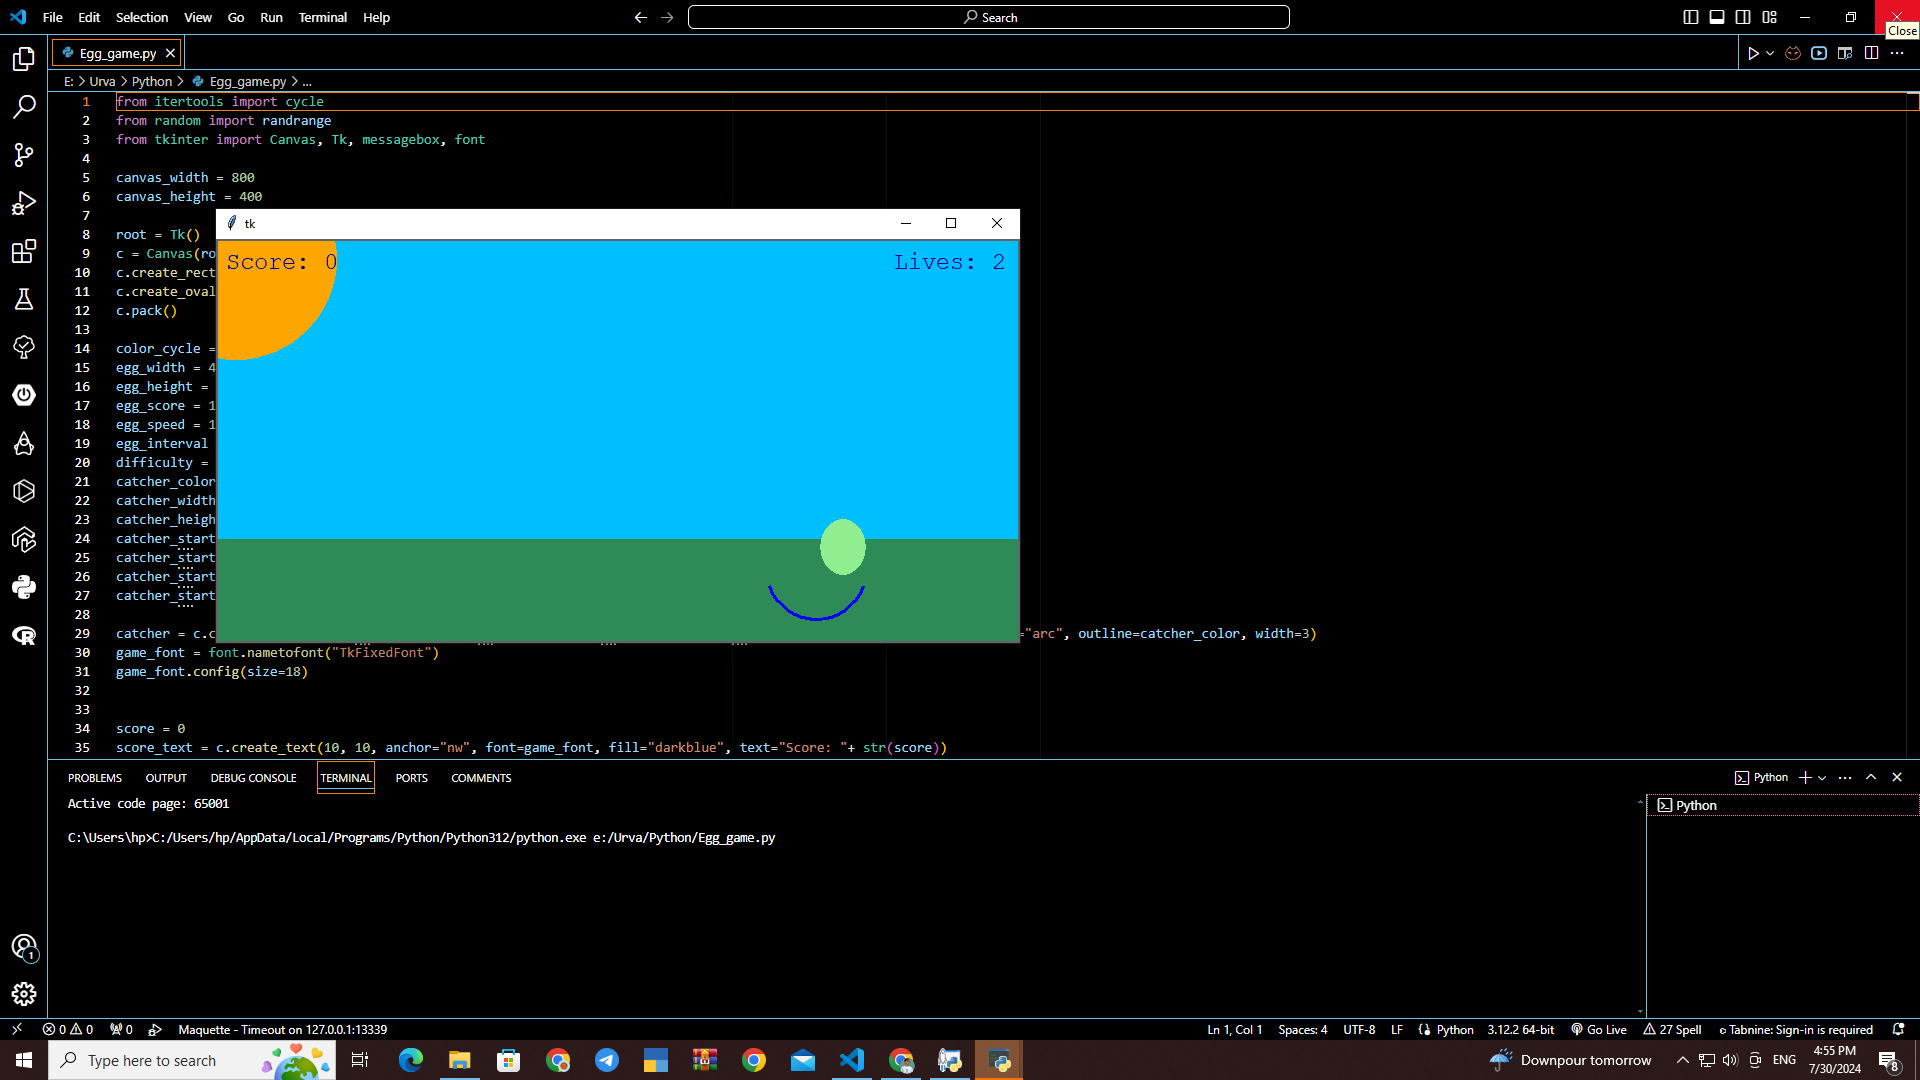 File Edit Selection View Go Run Terminal Help
Search
Close
Egg_game.py
E: > Urva > Python > Egg_game.py > ...
1 from itertools import cycle
2 from random import randrange
3 from tkinter import Canvas, Tk, messagebox, font
4
5 canvas_width = 800
6 canvas_height = 400
7
tk
8 root = Tk()
9 c = Canvas(ro
Score: 0 Lives: 2
10 c.create_rect
11 c.create_oval
12 c.pack()
13
14 color_cycle =
15 egg_width = 4
16 egg_height =
17 egg_score = 1
18 egg_speed = 1
19 egg_interval
20 difficulty =
21 catcher_color
22 catcher_width
23 catcher_heigh
24 catcher_start
25 catcher_start
26 catcher_start
27 catcher_start
28
29 catcher = c.c ="arc", outline=catcher_color, width=3)
30 game_font = font.nametofont("TkFixedFont")
31 game_font.config(size=18)
32
33
34 score = 0
35 score_text = c.create_text(10, 10, anchor="nw", font=game_font, fill="darkblue", text="Score: "+ str(score))
PROBLEMS OUTPUT DEBUG CONSOLE TERMINAL PORTS COMMENTS
Python
Active code page: 65001
Python
C:\Users\hp>C:/Users/hp/AppData/Local/Programs/Python/Python312/python.exe e:/Urva/Python/Egg_game.py
1
0 0 0 Maquette - Timeout on 127.0.0.1:13339 Ln 1, Col 1 Spaces: 4 UTF-8 LF Python 3.12.2 64-bit Go Live 27 Spell Tabnine: Sign-in is required
Type here to search
Downpour tomorrow ENG 4:55 PM
7/30/2024
8